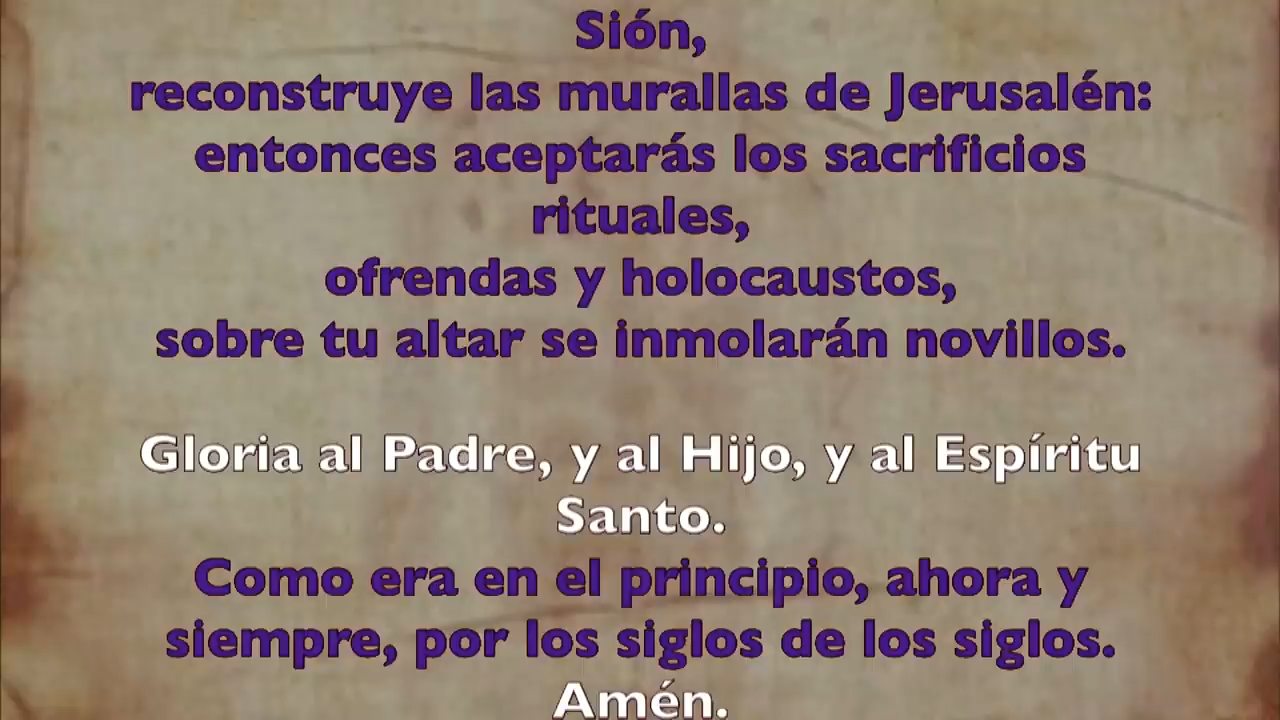 Sión,
reconstruye las murallas de Jerusalén:
entonces aceptarás los sacrificios
rituales,
ofrendas y holocaustos,
sobre tu altar se inmolarán novillos.
Gloria al Padre, y al Hijo, y al Espíritu
Santo.
Como era en el principio, ahora y
siempre, por los siglos de los siglos.
Amén.